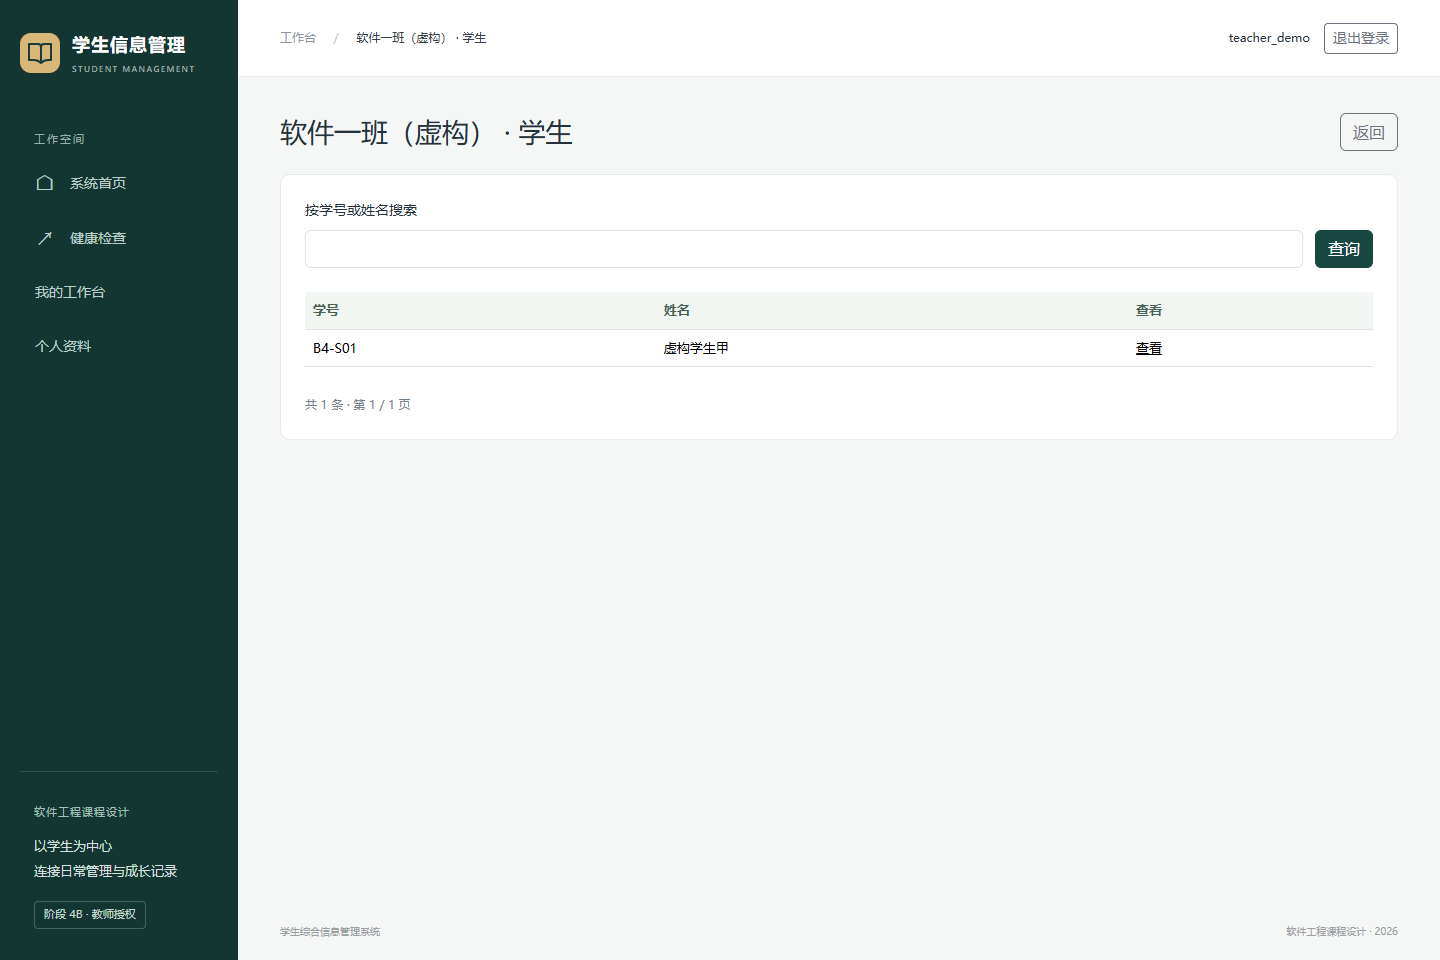 学生信息管理
STUDENT MANAGEMENT
工作空间
系统首页
健康检查
我的工作台
个人资料
软件工程课程设计
以学生为中心
连接日常管理与成长记录
阶段 4B · 教师授权
工作台 / 软件一班（虚构） · 学生
teacher_demo 退出登录
软件一班（虚构） · 学生
返回
按学号或姓名搜索
查询
学号 姓名 查看
B4-S01 虚构学生甲 查看
共 1 条 · 第 1 / 1 页
学生综合信息管理系统
软件工程课程设计 · 2026